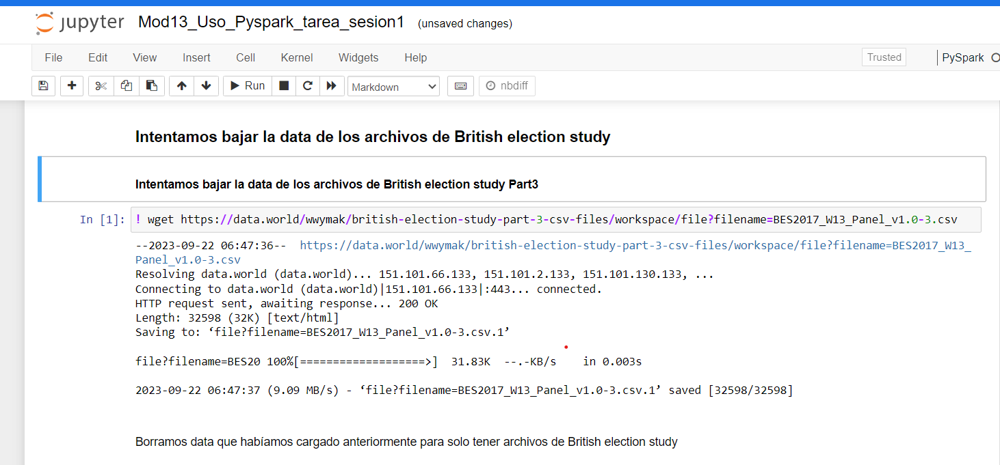 jupyter Mod13_Uso_Pyspark_tarea_sesion1 (unsaved changes)
File Edit View Insert Cell Kernel Widgets Help Trusted PySpark
Run Markdown nbdiff
Intentamos bajar la data de los archivos de British election study
Intentamos bajar la data de los archivos de British election study Part3
In [1]: ! wget https://data.world/wwymak/british-election-study-part-3-csv-files/workspace/file?filename=BES2017_W13_Panel_v1.0-3.csv
--2023-09-22 06:47:36-- https://data.world/wwymak/british-election-study-part-3-csv-files/workspace/file?filename=BES2017_W13_
Panel_v1.0-3.csv
Resolving data.world (data.world)... 151.101.66.133, 151.101.2.133, 151.101.130.133, ...
Connecting to data.world (data.world)|151.101.66.133|:443... connected.
HTTP request sent, awaiting response... 200 OK
Length: 32598 (32K) [text/html]
Saving to: ‘file?filename=BES2017_W13_Panel_v1.0-3.csv.1’
file?filename=BES20 100%[===================>] 31.83K --.-KB/s in 0.003s
2023-09-22 06:47:37 (9.09 MB/s) - ‘file?filename=BES2017_W13_Panel_v1.0-3.csv.1’ saved [32598/32598]
Borramos data que habíamos cargado anteriormente para solo tener archivos de British election study